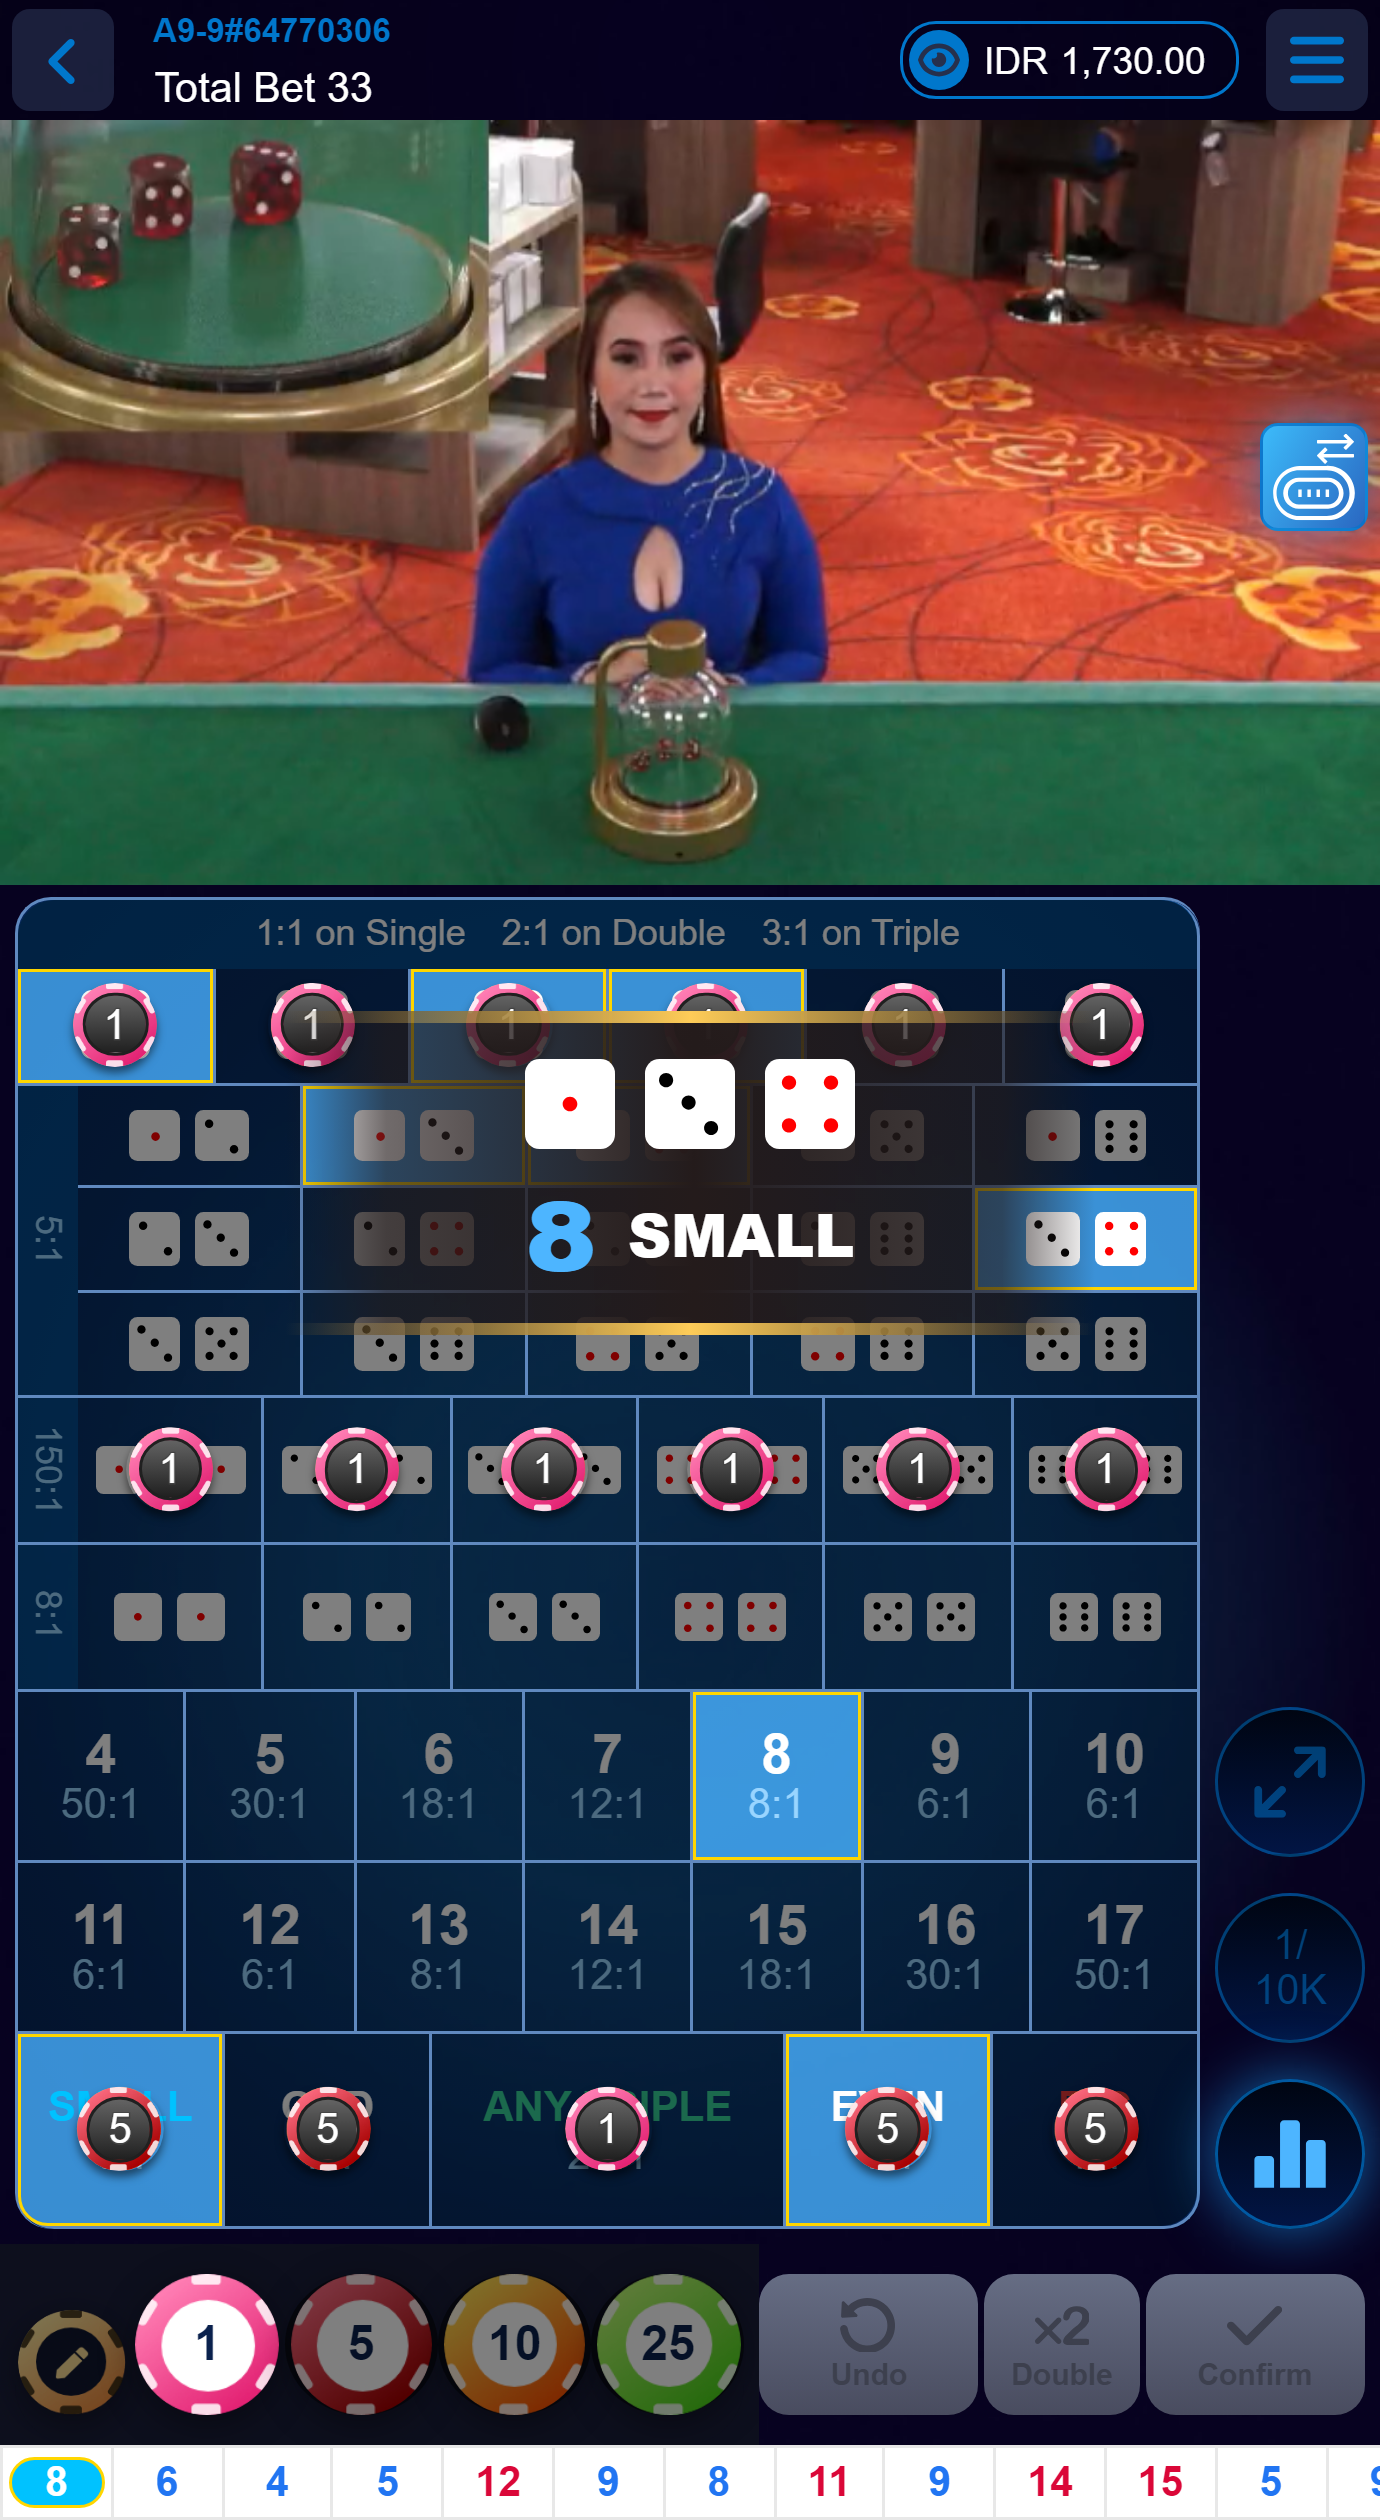 A9-9#64770306
Total Bet 33
IDR 1,730.00
1:1 on Single 2:1 on Double 3:1 on Triple
1 1 1 1 1 1
8 SMALL
5:1
150:1
1 1 1 1 1 1
8:1
4 5 6 7 8 9 10
50:1 30:1 18:1 12:1 8:1 6:1 6:1
11 12 13 14 15 16 17
6:1 6:1 8:1 12:1 18:1 30:1 50:1
1/
10K
5 5 1 5 5
1 5 10 25
Undo
x2
Double
Confirm
8 6 4 5 12 9 8 11 9 14 15 5